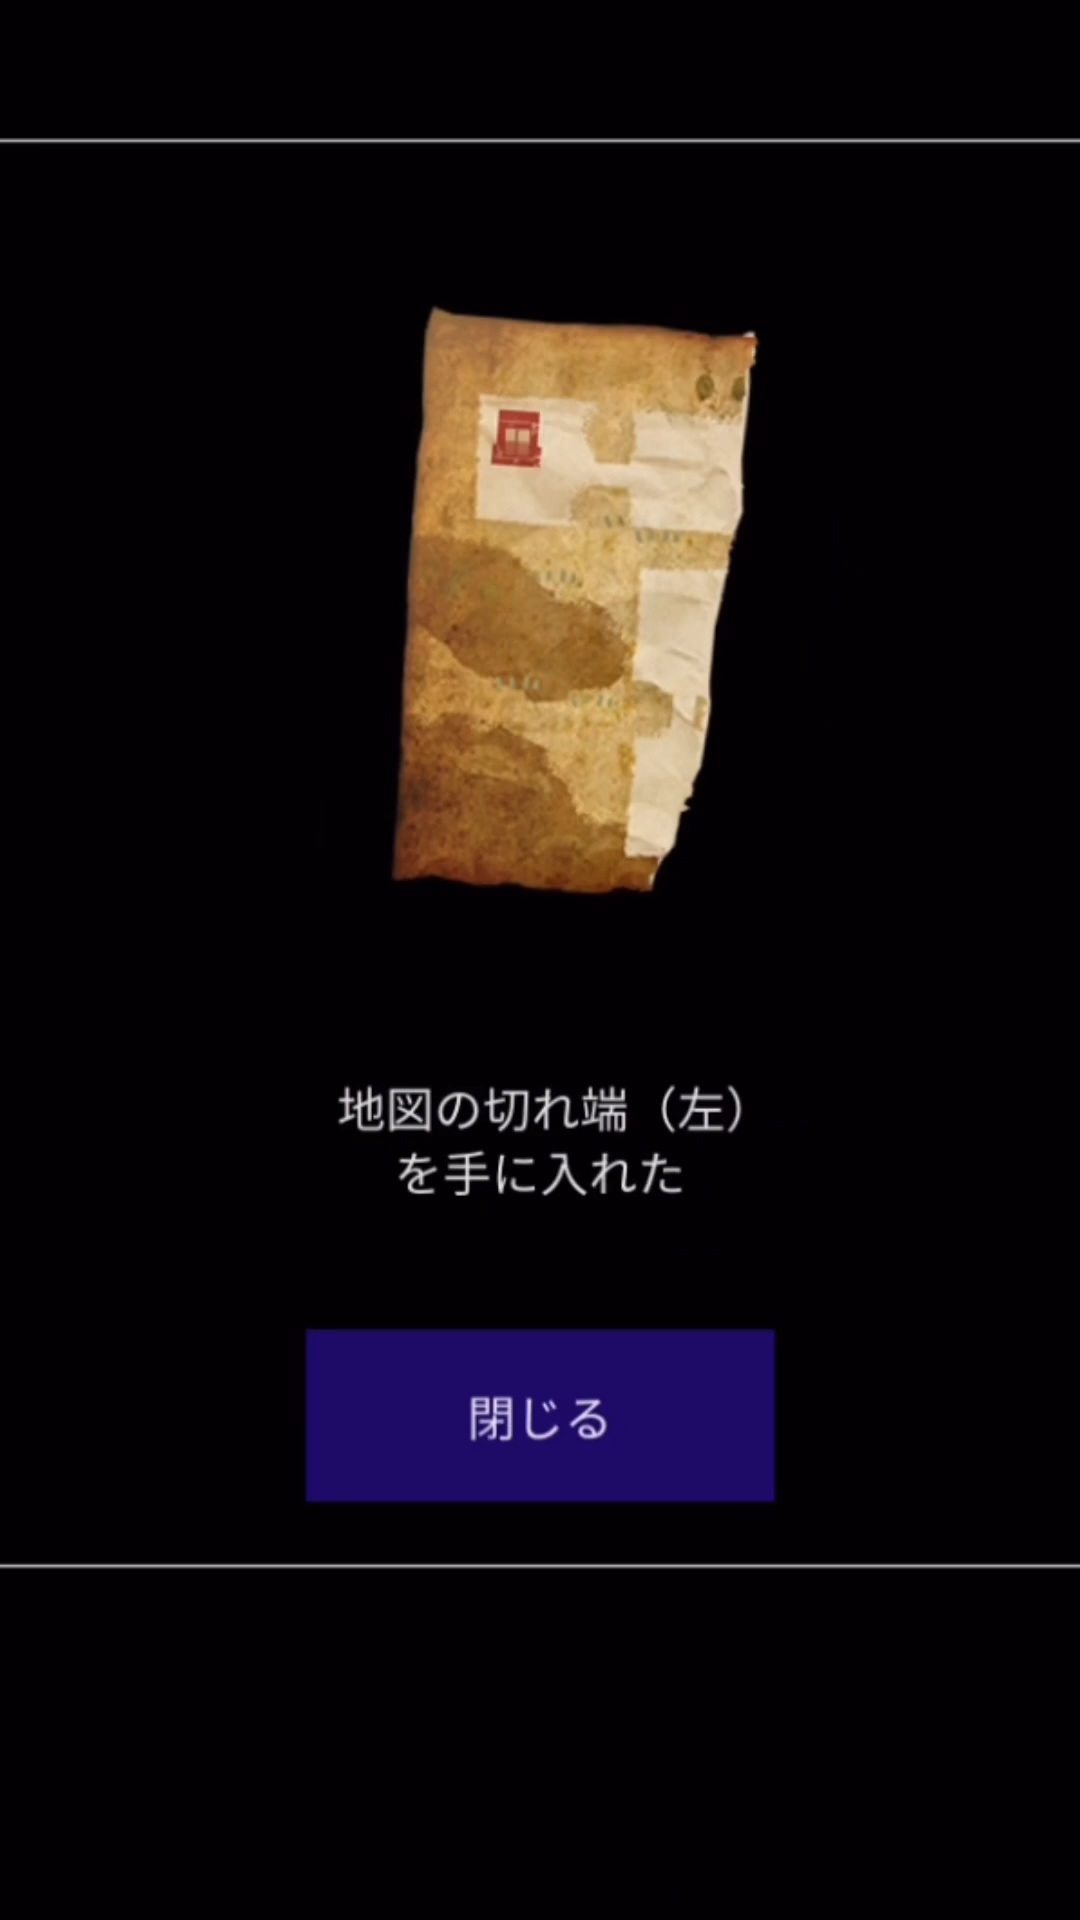 地図の切れ端（左）
を手に入れた
閉じる